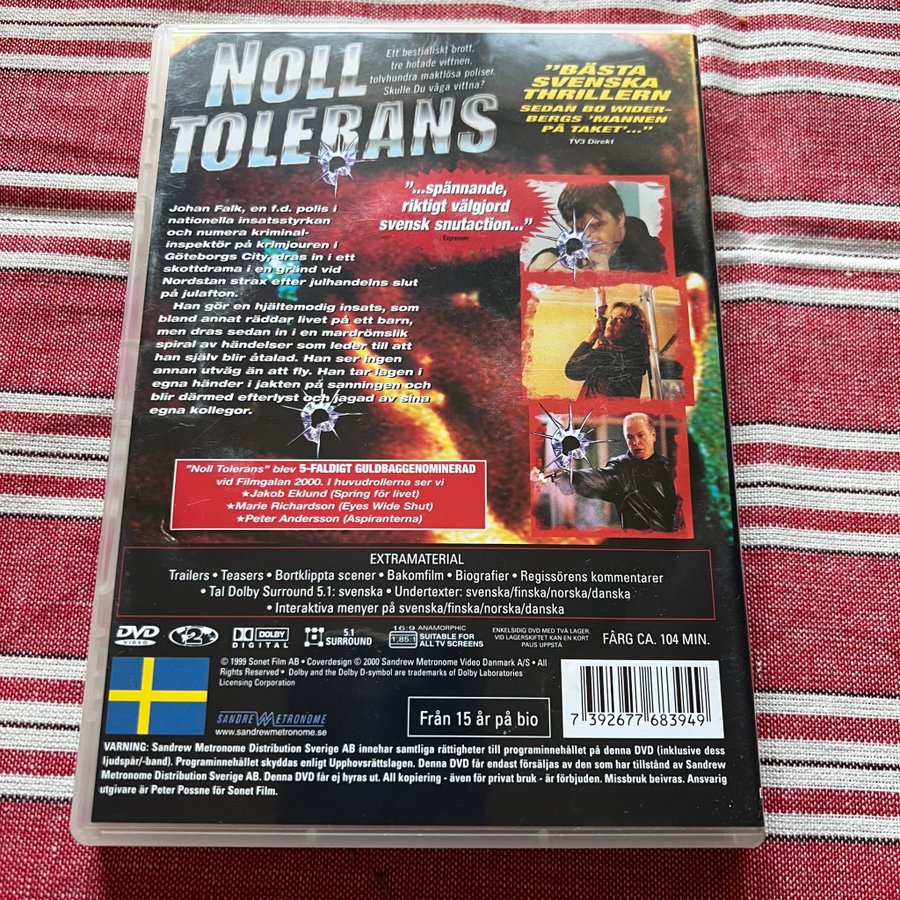 NOLL
TOLERANS
Ett bestialiskt brott,
tre hotade vittnen,
tolvhundra maktlösa poliser.
Skulle Du våga vittna?
"BÄSTA
SVENSKA
THRILLERN
SEDAN BO WIDER-
BERGS 'MANNEN
PÅ TAKET'..."
TV3 Direkt
"...spännande,
riktigt välgjord
svensk snutaction..."
Expressen
Johan Falk, en f.d. polis i
nationella insatsstyrkan
och numera kriminal-
inspektör på krimjouren i
Göteborgs City, dras in i ett
skottdrama i en gränd vid
Nordstan strax efter julhandelns slut
på julafton.
Han gör en hjältemodig insats, som
bland annat räddar livet på ett barn,
men dras sedan in i en mardrömslik
spiral av händelser som leder till att
han själv blir åtalad. Han ser ingen
annan utväg än att fly. Han tar lagen i
egna händer i jakten på sanningen och
blir därmed efterlyst och jagad av sina
egna kollegor.
"Noll Tolerans" blev 5-FALDIGT GULDBAGGENOMINERAD
vid Filmgalan 2000. I huvudrollerna ser vi
★Jakob Eklund (Spring för livet)
★Marie Richardson (Eyes Wide Shut)
★Peter Andersson (Aspiranterna)
EXTRAMATERIAL
Trailers • Teasers • Bortklippta scener • Bakomfilm • Biografier • Regissörens kommentarer
• Tal Dolby Surround 5.1: svenska • Undertexter: svenska/finska/norska/danska
• Interaktiva menyer på svenska/finska/norska/danska
DVD VIDEO
2
DOLBY DIGITAL
5.1 SURROUND
16:9 ANAMORPHIC
1,85:1 SUITABLE FOR ALL TV SCREENS
ENKELSIDIG DVD MED TVÅ LAGER.
VID LAGERSKIFTET KAN EN KORT
PAUS UPPSTÅ
FÄRG CA. 104 MIN.
© 1999 Sonet Film AB • Coverdesign © 2000 Sandrew Metronome Video Danmark A/S • All
Rights Reserved • Dolby and the Dolby D-symbol are trademarks of Dolby Laboratories
Licensing Corporation
SANDREW METRONOME
www.sandrewmetronome.se
Från 15 år på bio
7 392677 683949
VARNING: Sandrew Metronome Distribution Sverige AB innehar samtliga rättigheter till programinnehållet på denna DVD (inklusive dess
ljudspår/-band). Programinnehållet skyddas enligt Upphovsrättslagen. Denna DVD får endast försäljas av den som har tillstånd av Sandrew
Metronome Distribution Sverige AB. Denna DVD får ej hyras ut. All kopiering - även för privat bruk - är förbjuden. Missbruk beivras. Ansvarig
utgivare är Peter Possne för Sonet Film.